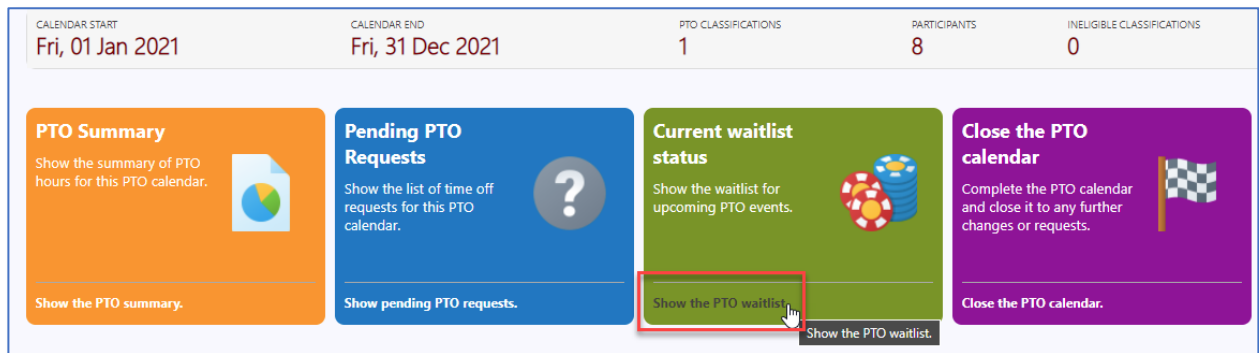 CALENDAR START
Fri, 01 Jan 2021
CALENDAR END
Fri, 31 Dec 2021
PTO CLASSIFICATIONS
1
PARTICIPANTS
8
INELIGIBLE CLASSIFICATIONS
0
PTO Summary
Show the summary of PTO
hours for this PTO calendar.
Show the PTO summary.
Pending PTO
Requests
Show the list of time off
requests for this PTO
calendar.
?
Show pending PTO requests.
Current waitlist
status
Show the waitlist for
upcoming PTO events.
Show the PTO waitlist.
Show the PTO waitlist.
Close the PTO
calendar
Complete the PTO calendar
and close it to any further
changes or requests.
Close the PTO calendar.